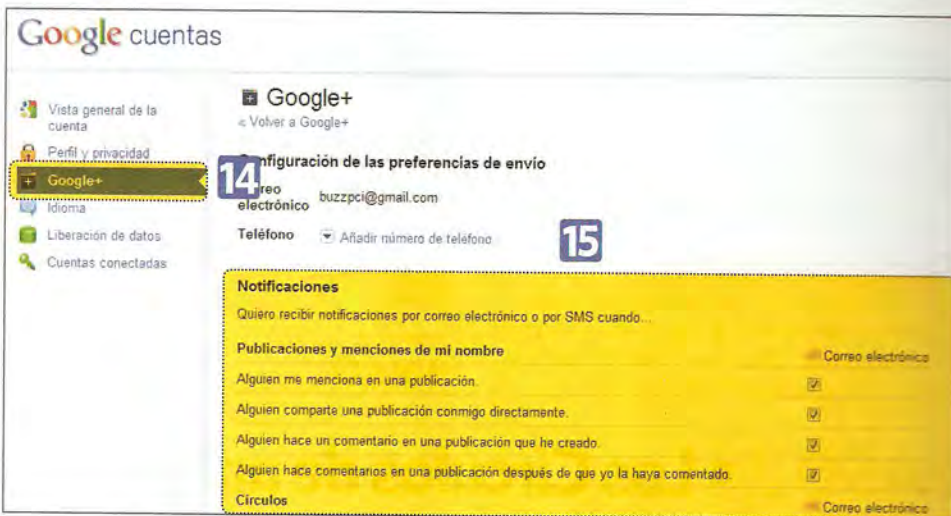 Google cuentas
Vista general de la
cuenta
Perfil y privacidad
Google+
Idioma
Liberación de datos
Cuentas conectadas
Google+
« Volver a Google+
Configuración de las preferencias de envío
14
Correo
electrónico
buzzpci@gmail.com
Teléfono
Añadir número de teléfono
15
Notificaciones
Quiero recibir notificaciones por correo electrónico o por SMS cuando...
Publicaciones y menciones de mi nombre
Correo electrónico
Alguien me menciona en una publicación.
Alguien comparte una publicación conmigo directamente.
Alguien hace un comentario en una publicación que he creado.
Alguien hace comentarios en una publicación después de que yo la haya comentado.
Círculos
Correo electrónico